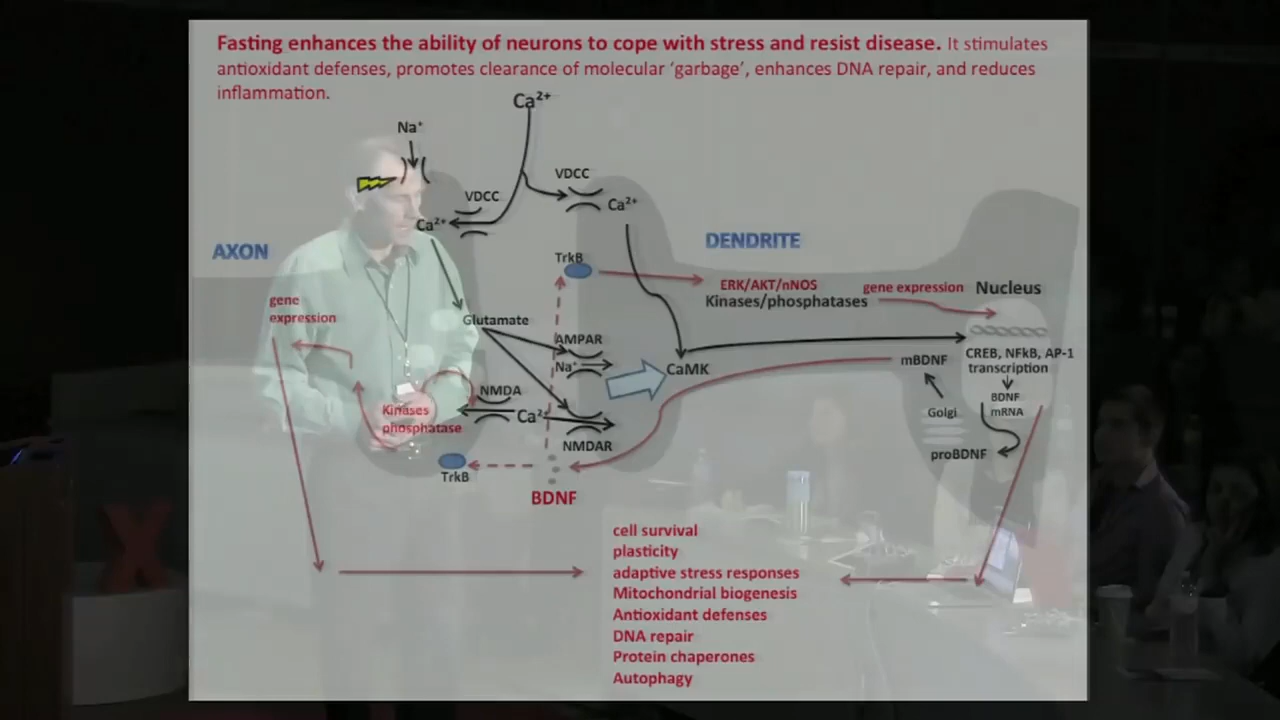 Fasting enhances the ability of neurons to cope with stress and resist disease. It stimulates
antioxidant defenses, promotes clearance of molecular ‘garbage’, enhances DNA repair, and reduces
inflammation.
Ca²⁺
Na⁺
VDCC
VDCC
Ca²⁺
Ca²⁺
AXON
DENDRITE
TrkB
ERK/AKT/nNOS
Kinases/phosphatases
gene expression
Nucleus
gene
expression
Glutamate
AMPAR
Na⁺
CaMK
mBDNF
CREB, NFkB, AP-1
transcription
BDNF
mRNA
NMDA
Kinases
phosphatase
Ca²
NMDAR
Golgi
proBDNF
TrkB
BDNF
cell survival
plasticity
adaptive stress responses
Mitochondrial biogenesis
Antioxidant defenses
DNA repair
Protein chaperones
Autophagy
X